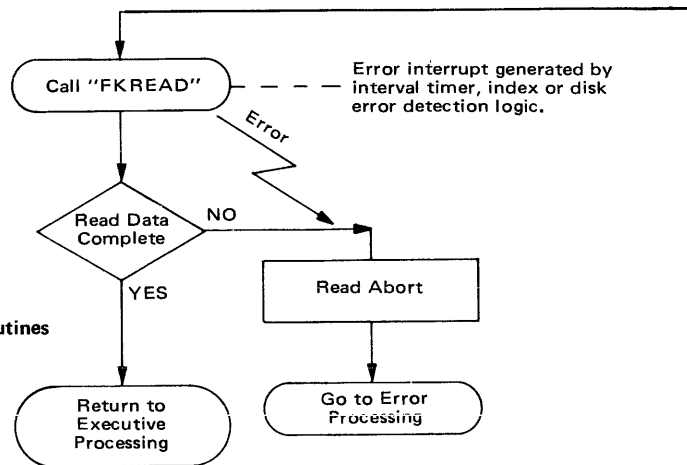 Call "FKREAD"
Error interrupt generated by
interval timer, index or disk
error detection logic.
Error
Read Data
Complete
NO
YES
Read Abort
utines
Return to
Executive
Processing
Go to Error
Processing